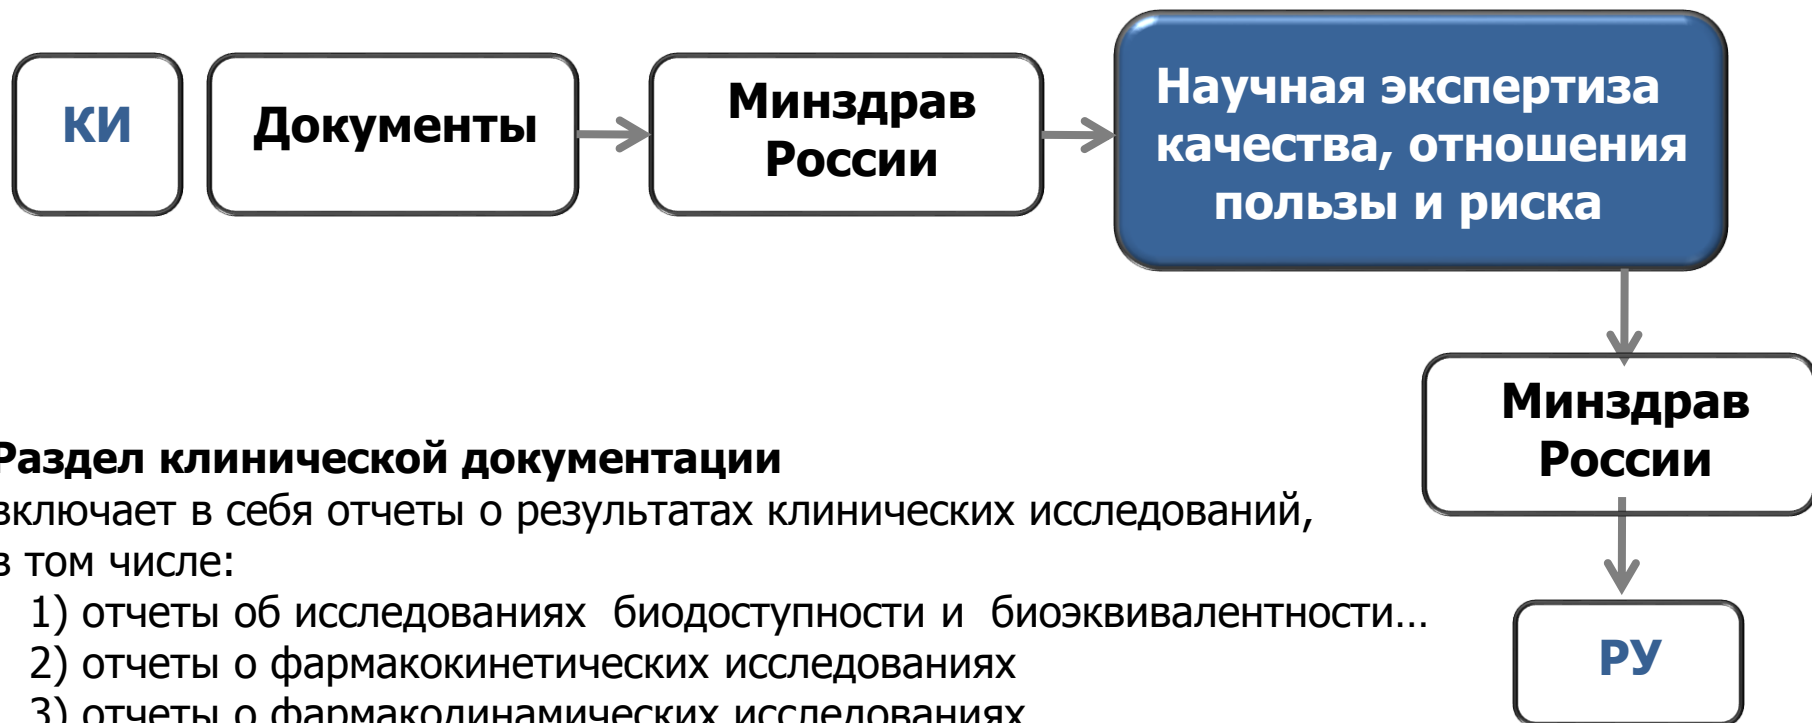 КИ
Документы
Минздрав
России
Научная экспертиза
качества, отношения
пользы и риска
Минздрав
России
РУ
Раздел клинической документации
включает в себя отчеты о результатах клинических исследований,
в том числе:
1) отчеты об исследованиях биодоступности и биоэквивалентности…
2) отчеты о фармакокинетических исследованиях
3) отчеты о фармакодинамических исследованиях